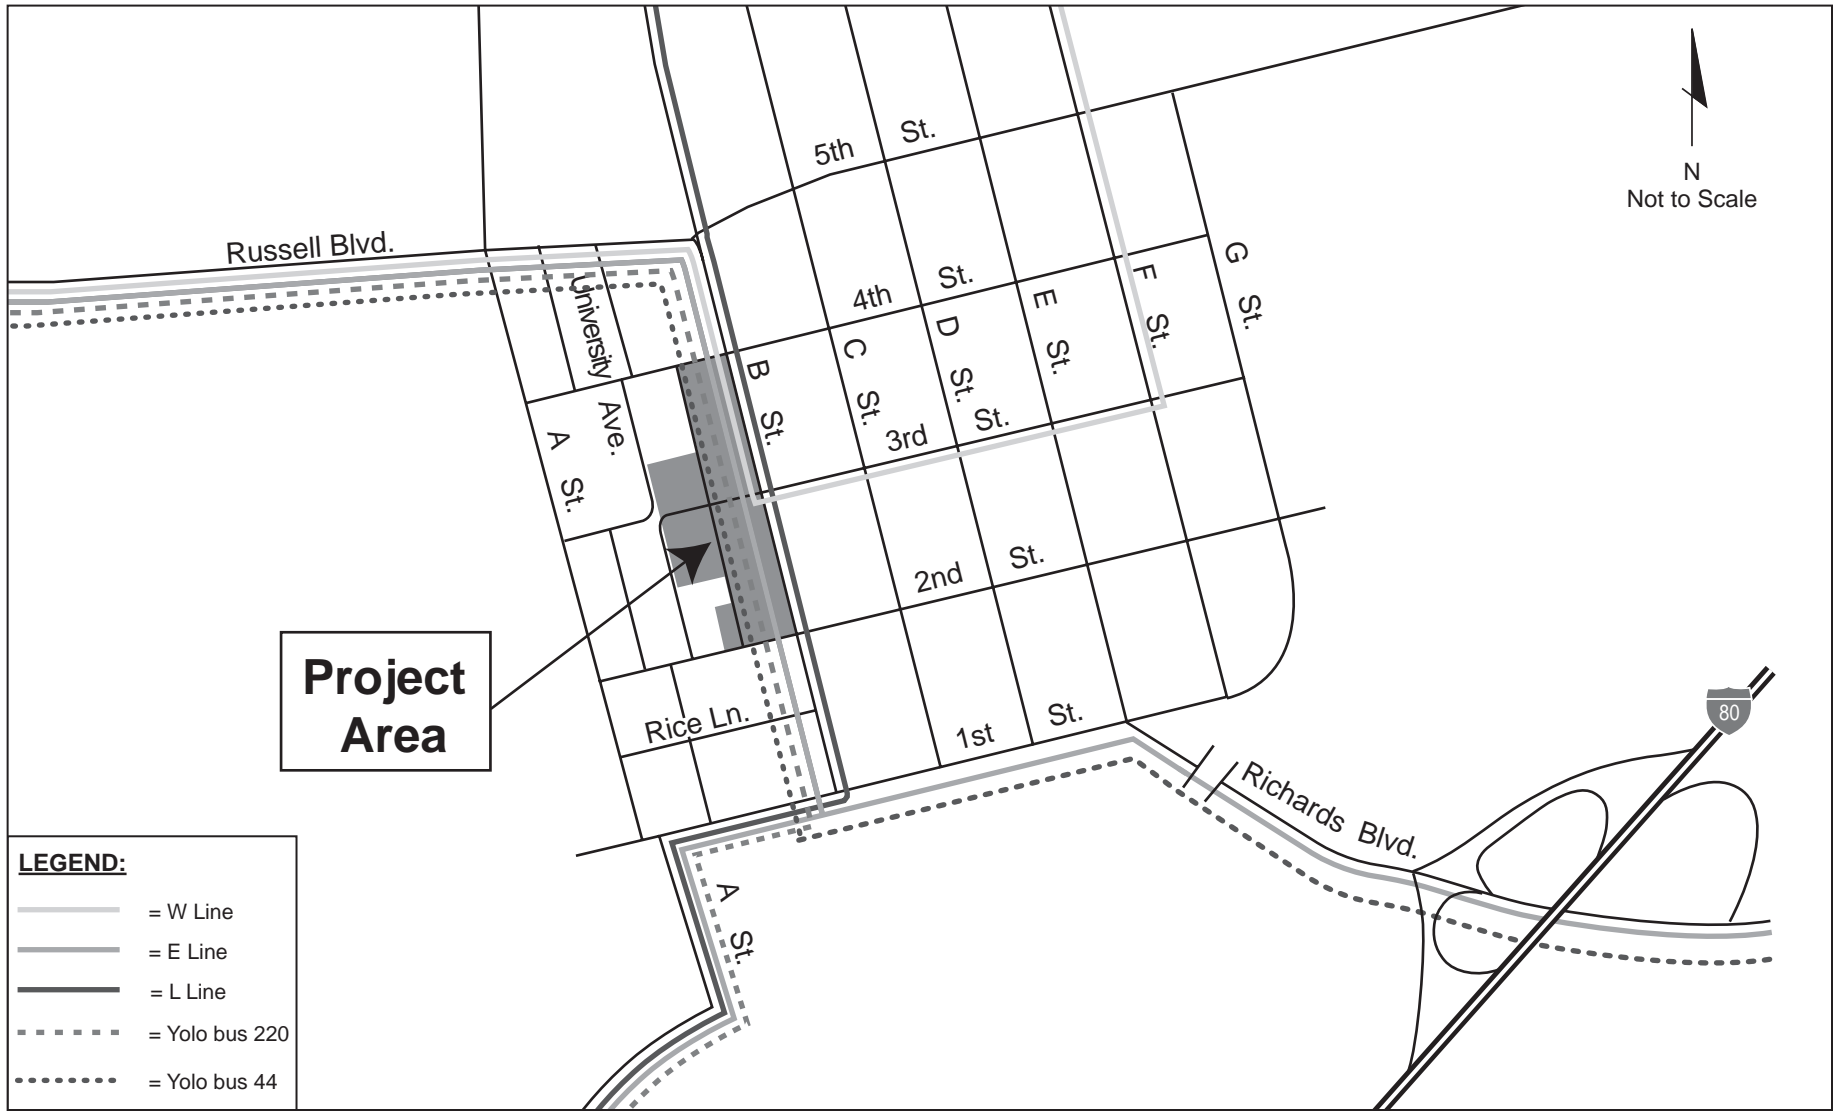 5th St.
N
Not to Scale
Russell Blvd.
University Ave.
4th St.
G St.
F St.
E St.
D St.
C St.
B St.
A St.
3rd St.
2nd St.
Project
Area
Rice Ln.
1st St.
80
Richards Blvd.
A St.
LEGEND:
= W Line
= E Line
= L Line
= Yolo bus 220
= Yolo bus 44